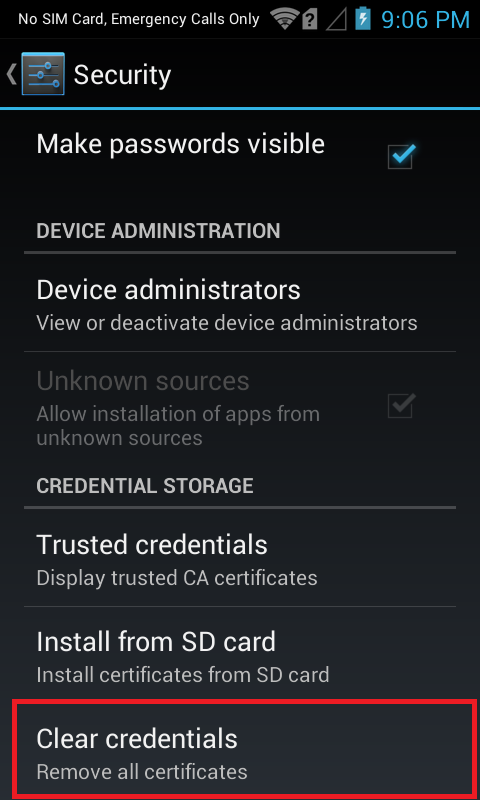 No SIM Card, Emergency Calls Only ? 9:06 PM
Security
Make passwords visible
DEVICE ADMINISTRATION
Device administrators
View or deactivate device administrators
Unknown sources
Allow installation of apps from
unknown sources
CREDENTIAL STORAGE
Trusted credentials
Display trusted CA certificates
Install from SD card
Install certificates from SD card
Clear credentials
Remove all certificates